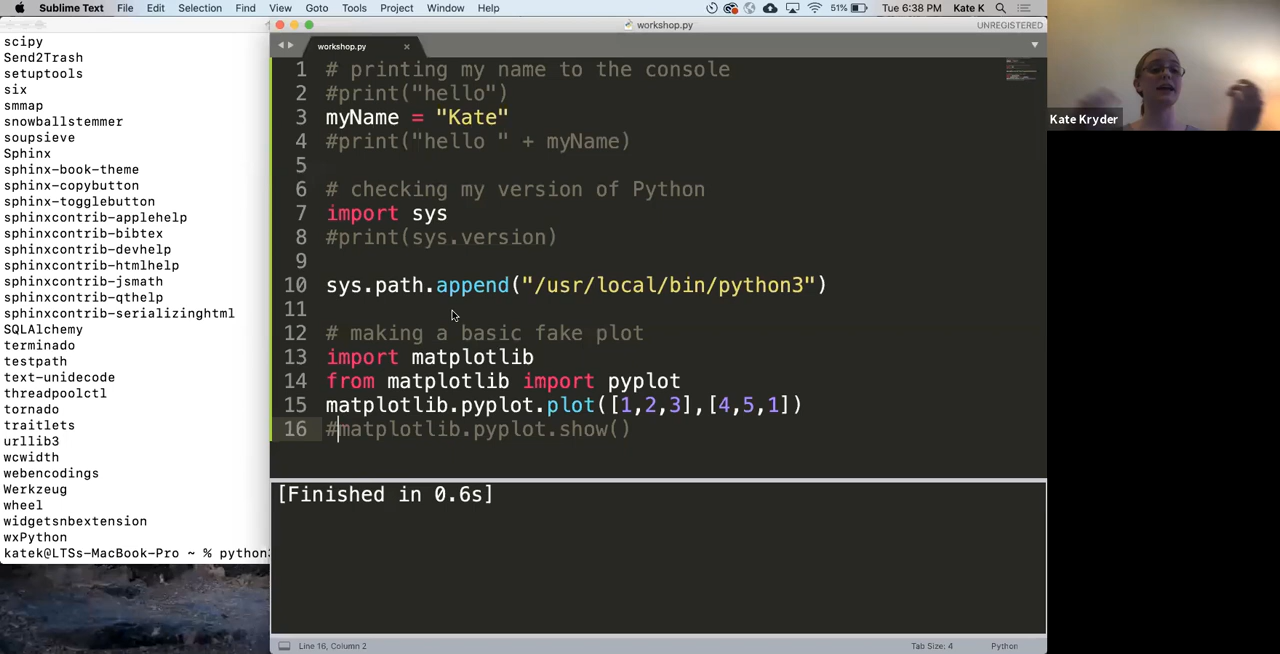 Sublime Text File Edit Selection Find View Goto Tools Project Window Help 51% Tue 6:38 PM Kate K
workshop.py
UNREGISTERED
workshop.py
scipy
Send2Trash
setuptools
six
smmap
snowballstemmer
soupsieve
Sphinx
sphinx-book-theme
sphinx-copybutton
sphinx-togglebutton
sphinxcontrib-applehelp
sphinxcontrib-bibtex
sphinxcontrib-devhelp
sphinxcontrib-htmlhelp
sphinxcontrib-jsmath
sphinxcontrib-qthelp
sphinxcontrib-serializinghtml
SQLAlchemy
terminado
testpath
text-unidecode
threadpoolctl
tornado
traitlets
urllib3
wcwidth
webencodings
Werkzeug
wheel
widgetsnbextension
wxPython
katek@LTSs-MacBook-Pro ~ % python3
1 # printing my name to the console
2 #print("hello")
3 myName = "Kate"
4 #print("hello " + myName)
5
6 # checking my version of Python
7 import sys
8 #print(sys.version)
9
10 sys.path.append("/usr/local/bin/python3")
11
12 # making a basic fake plot
13 import matplotlib
14 from matplotlib import pyplot
15 matplotlib.pyplot.plot([1,2,3],[4,5,1])
16 #matplotlib.pyplot.show()
[Finished in 0.6s]
Line 16, Column 2
Tab Size: 4
Python
Kate Kryder